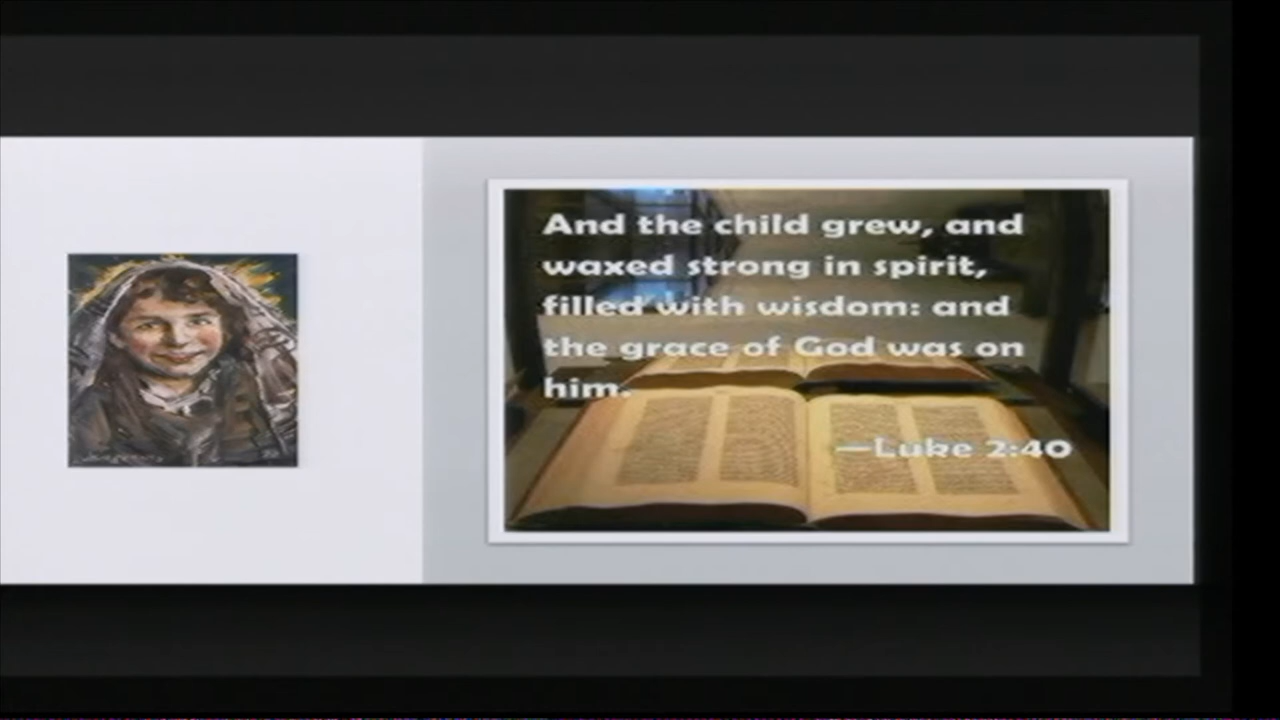 And the child grew, and
waxed strong in spirit,
filled with wisdom: and
the grace of God was on
him.
—Luke 2:40